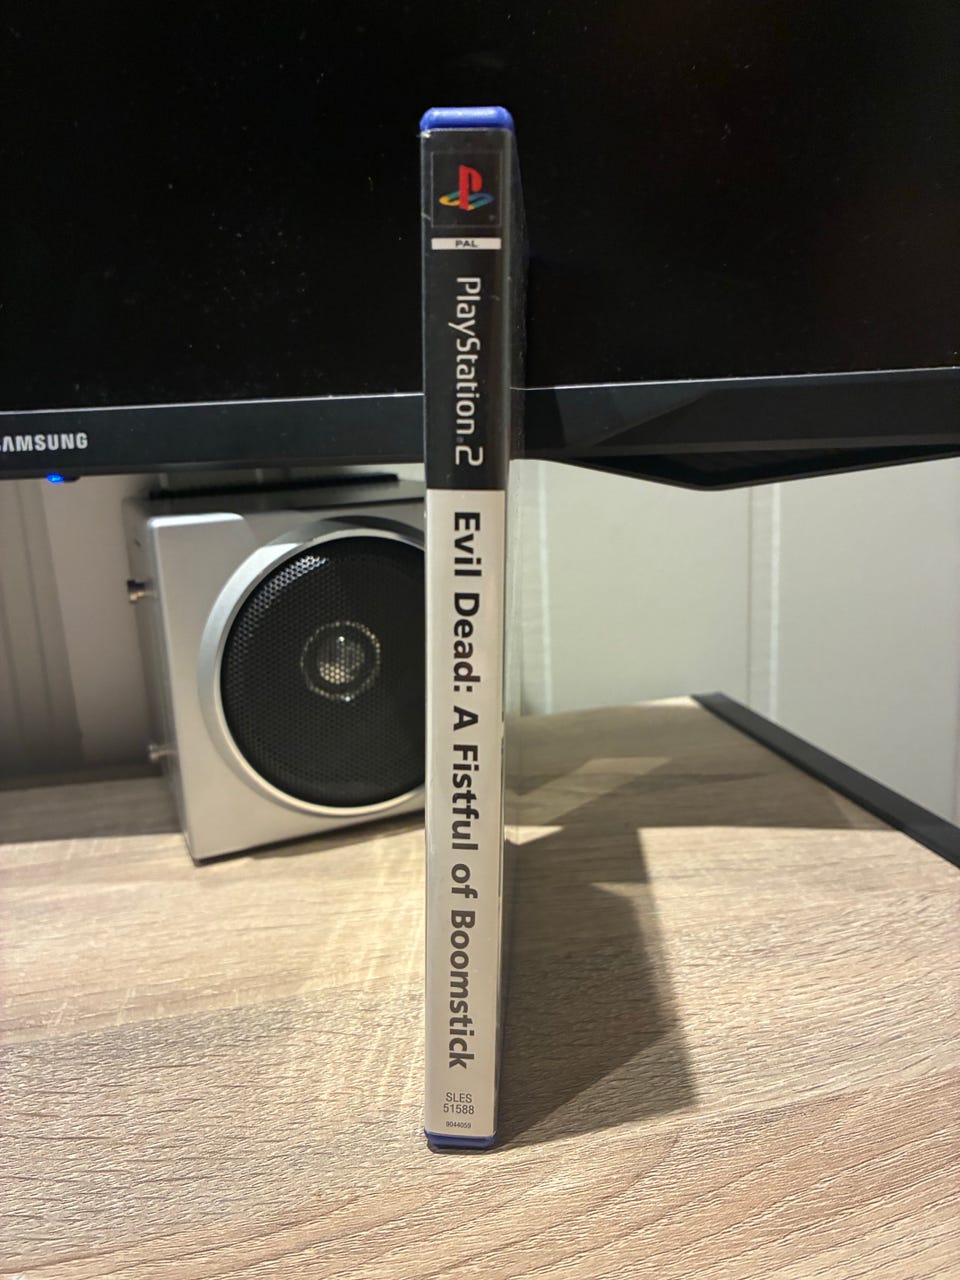 PAL
PlayStation.2
Evil Dead: A Fistful of Boomstick
SLES
51588
9044059
SAMSUNG